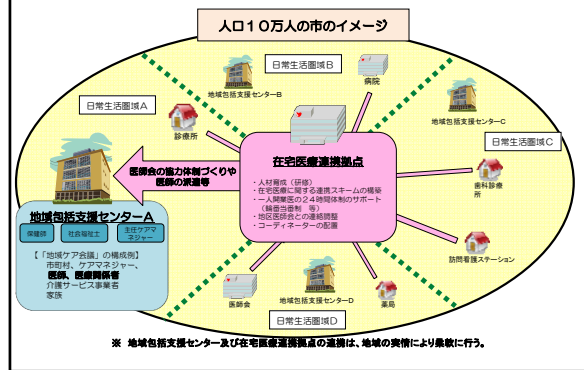 人口１０万人の市のイメージ
日常生活圏域B
病院
地域包括支援センターB
日常生活圏域A
診療所
地域包括支援センターC
日常生活圏域C
在宅医療連携拠点
・人材育成（研修）
・在宅医療に関する連携スキームの構築
・一人開業医の２４時間体制のサポート
（輪番当番制　等）
・地区医師会との連絡調整
・コーディネーターの配置
医師会の協力体制づくりや
医師の派遣等
歯科診療
所
地域包括支援センターA
保健師
社会福祉士
主任ケアマ
ネジャー
【「地域ケア会議」の構成例】
市町村、ケアマネジャー、
医師、医療関係者
介護サービス事業者
家族
訪問看護ステーション
医師会
地域包括支援センターD
薬局
日常生活圏域D
※　地域包括支援センター及び在宅医療連携拠点の連携は、地域の実情により柔軟に行う。